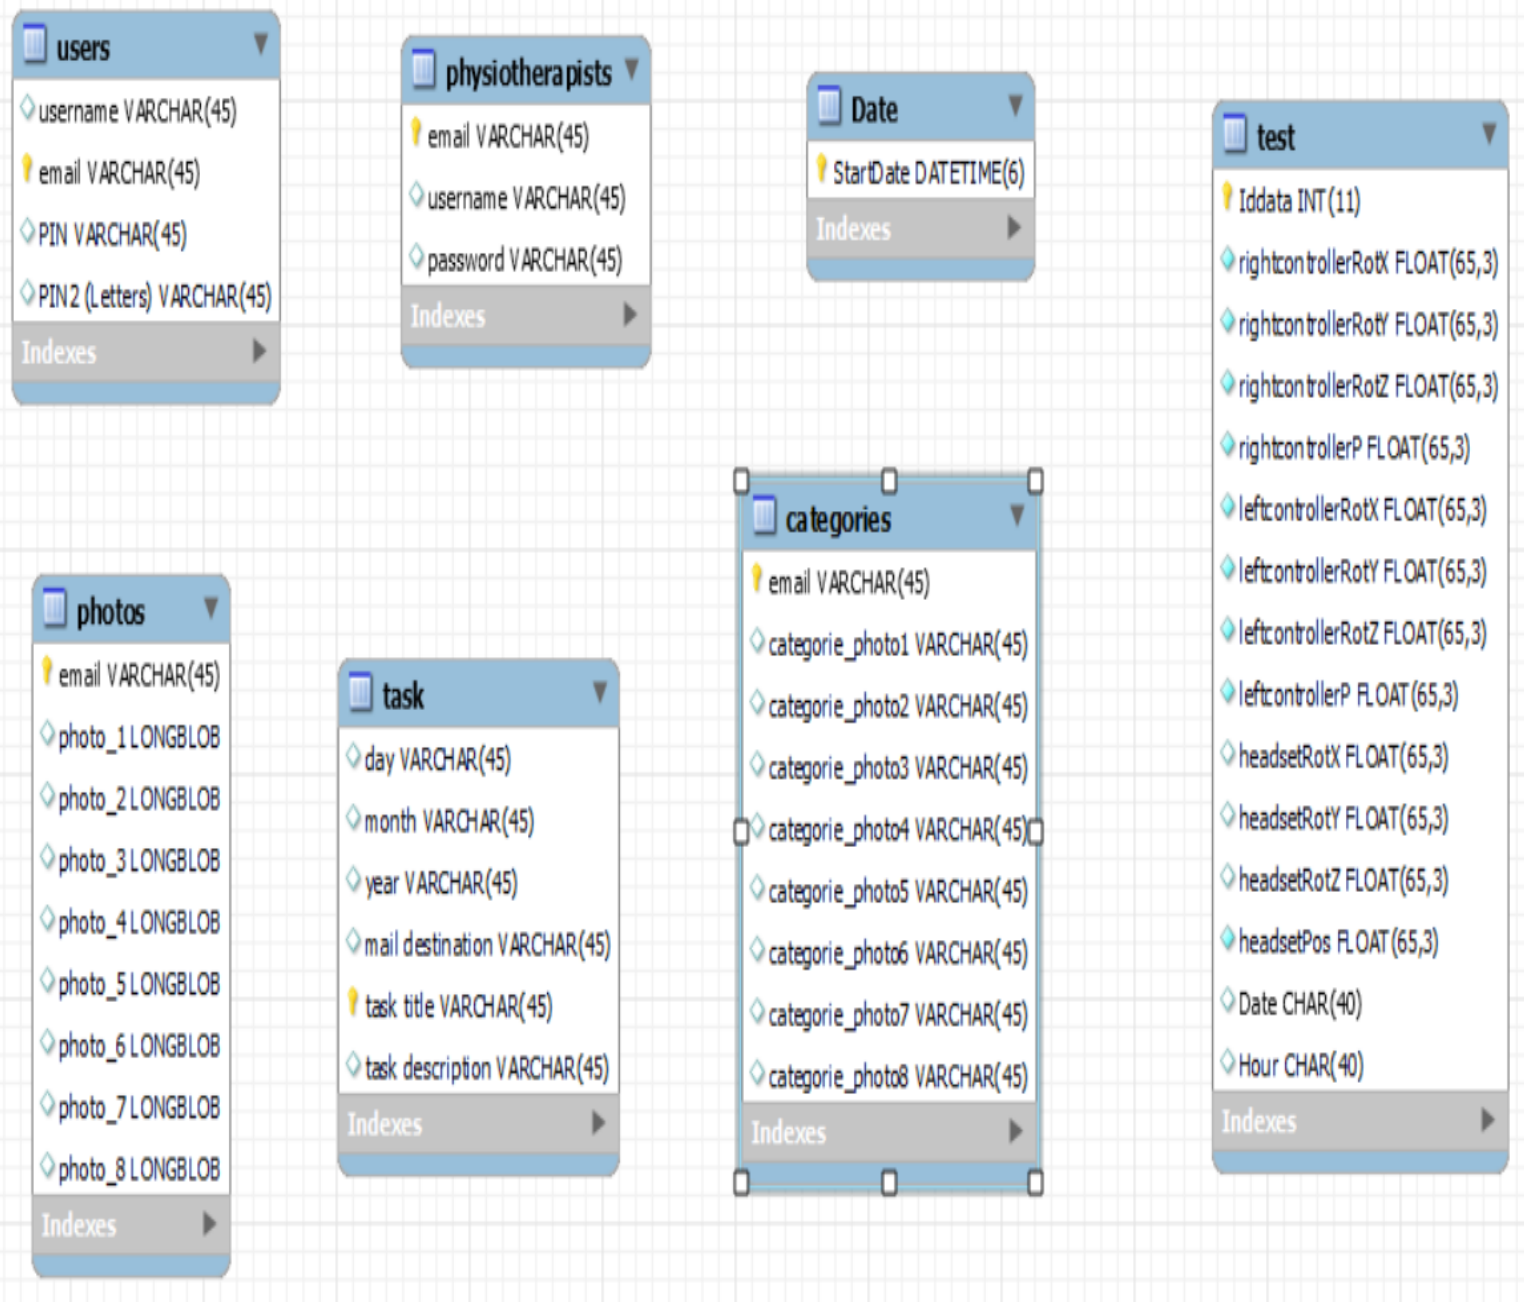 users
username VARCHAR(45)
email VARCHAR(45)
PIN VARCHAR(45)
PIN2 (Letters) VARCHAR(45)
Indexes
physiotherapists
email VARCHAR(45)
username VARCHAR(45)
password VARCHAR(45)
Indexes
Date
StartDate DATETIME(6)
Indexes
test
Iddata INT(11)
rightcontrollerRotX FLOAT(65,3)
rightcontrollerRotY FLOAT(65,3)
rightcontrollerRotZ FLOAT(65,3)
rightcontrollerP FLOAT(65,3)
leftcontrollerRotX FLOAT(65,3)
leftcontrollerRotY FLOAT(65,3)
leftcontrollerRotZ FLOAT(65,3)
leftcontrollerP FLOAT(65,3)
headsetRotX FLOAT(65,3)
headsetRotY FLOAT(65,3)
headsetRotZ FLOAT(65,3)
headsetPos FLOAT(65,3)
Date CHAR(40)
Hour CHAR(40)
Indexes
photos
email VARCHAR(45)
photo_1 LONGBLOB
photo_2 LONGBLOB
photo_3 LONGBLOB
photo_4 LONGBLOB
photo_5 LONGBLOB
photo_6 LONGBLOB
photo_7 LONGBLOB
photo_8 LONGBLOB
Indexes
task
day VARCHAR(45)
month VARCHAR(45)
year VARCHAR(45)
mail destination VARCHAR(45)
task title VARCHAR(45)
task description VARCHAR(45)
Indexes
categories
email VARCHAR(45)
categorie_photo1 VARCHAR(45)
categorie_photo2 VARCHAR(45)
categorie_photo3 VARCHAR(45)
categorie_photo4 VARCHAR(45)
categorie_photo5 VARCHAR(45)
categorie_photo6 VARCHAR(45)
categorie_photo7 VARCHAR(45)
categorie_photo8 VARCHAR(45)
Indexes